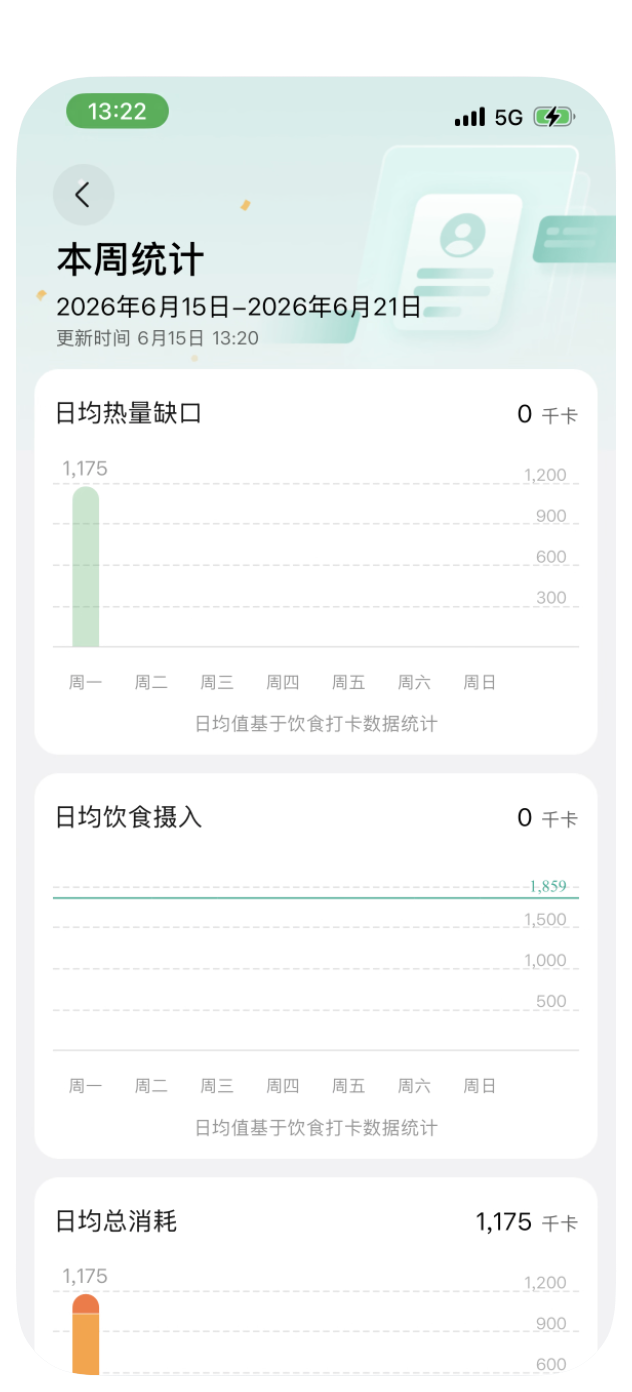 13:22
5G
本周统计
2026年6月15日–2026年6月21日
更新时间 6月15日 13:20
日均热量缺口 0 千卡
1,175
1,200
900
600
300
周一 周二 周三 周四 周五 周六 周日
日均值基于饮食打卡数据统计
日均饮食摄入 0 千卡
1,859
1,500
1,000
500
周一 周二 周三 周四 周五 周六 周日
日均值基于饮食打卡数据统计
日均总消耗 1,175 千卡
1,175
1,200
900
600